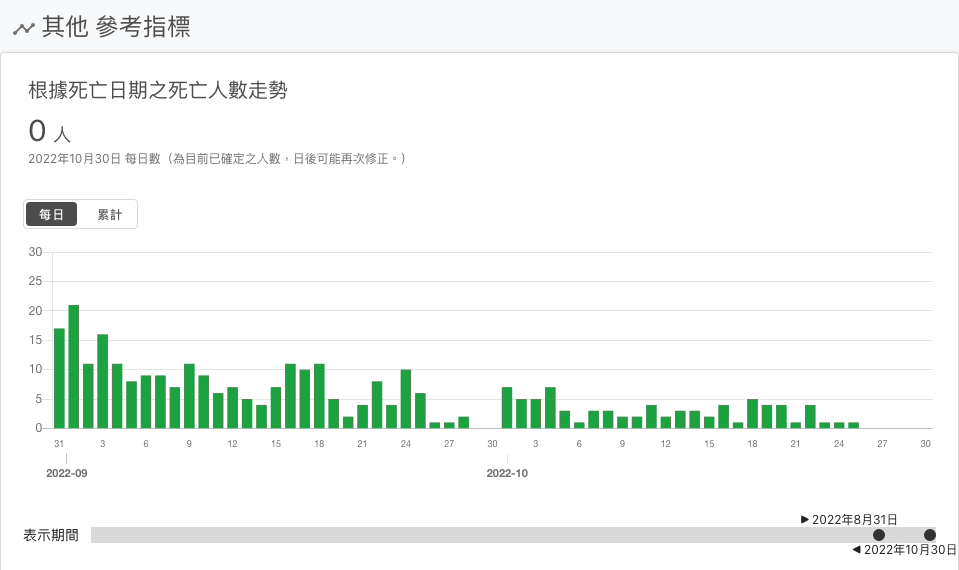 其他 參考指標
根據死亡日期之死亡人數走勢
0 人
2022年10月30日 每日數（為目前已確定之人數，日後可能再次修正。）
每日 累計
30
25
20
15
10
5
0
31 3 6 9 12 15 18 21 24 27 30 3 6 9 12 15 18 21 24 27 30
2022-09 2022-10
▶ 2022年8月31日
表示期間
◀ 2022年10月30日